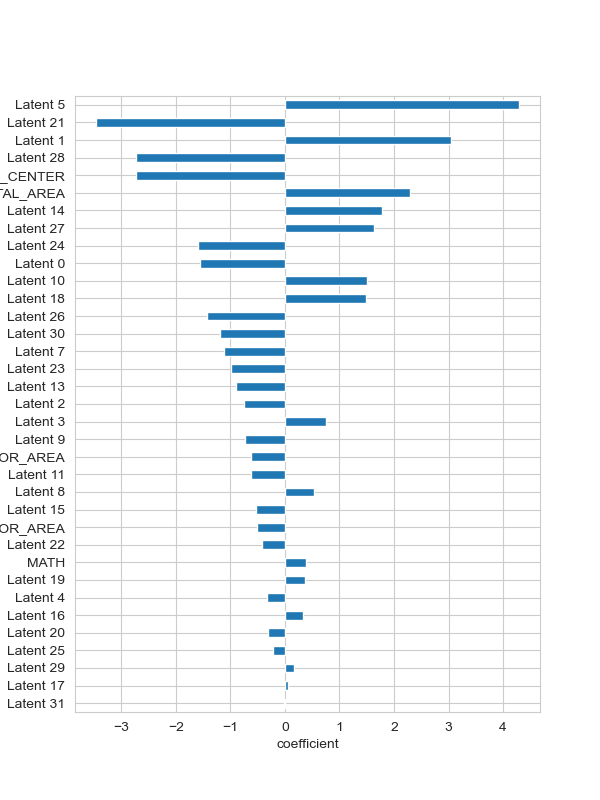 Latent 5
Latent 21
Latent 1
Latent 28
_CENTER
TAL_AREA
Latent 14
Latent 27
Latent 24
Latent 0
Latent 10
Latent 18
Latent 26
Latent 30
Latent 7
Latent 23
Latent 13
Latent 2
Latent 3
Latent 9
OR_AREA
Latent 11
Latent 8
Latent 15
OR_AREA
Latent 22
MATH
Latent 19
Latent 4
Latent 16
Latent 20
Latent 25
Latent 29
Latent 17
Latent 31
−3 −2 −1 0 1 2 3 4
coefficient